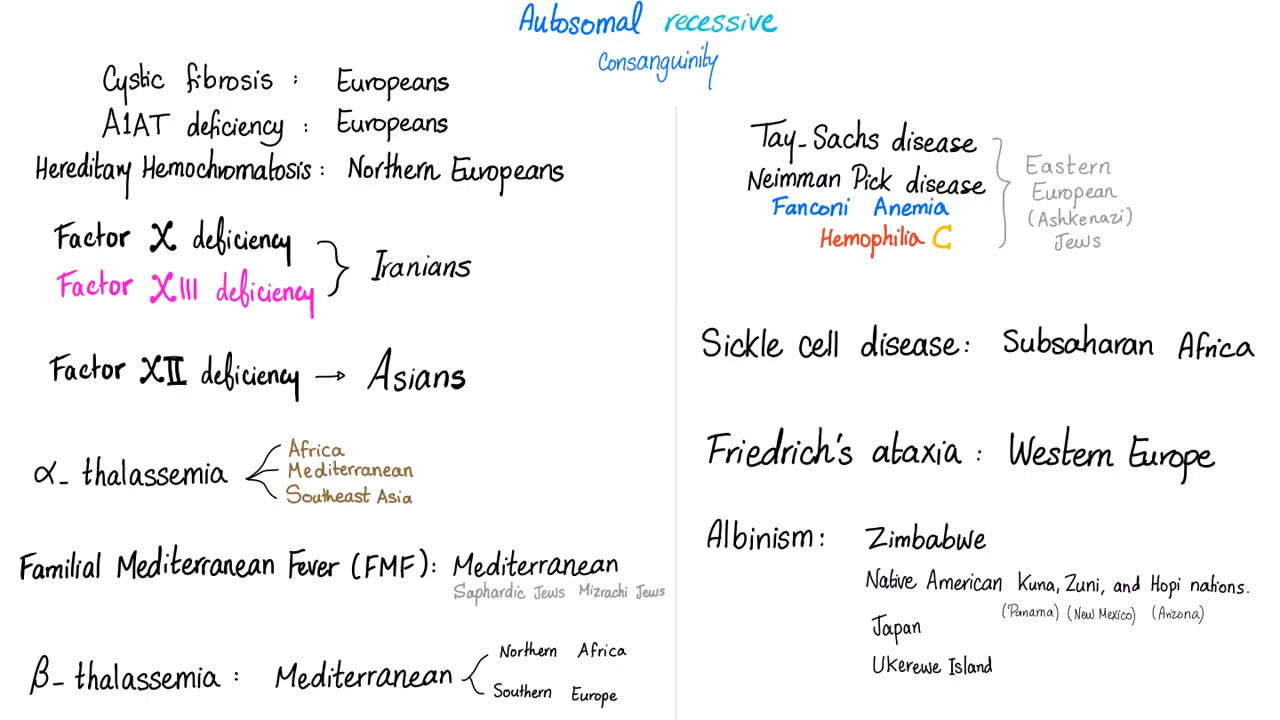 Autosomal recessive
Consanguinity
Cystic fibrosis : Europeans
A1AT deficiency : Europeans
Hereditary Hemochromatosis : Northern Europeans
Factor X deficiency
Factor XIII deficiency
Iranians
Factor XII deficiency → Asians
α- thalassemia
Africa
Mediterranean
Southeast Asia
Familial Mediterranean Fever (FMF): Mediterranean
Saphardic Jews Mizrachi Jews
β- thalassemia : Mediterranean
Northern Africa
Southern Europe
Tay-Sachs disease
Neimman Pick disease
Fanconi Anemia
Hemophilia C
Eastern
European
(Ashkenazi)
Jews
Sickle cell disease: Subsaharan Africa
Friedrich's ataxia : Western Europe
Albinism: Zimbabwe
Native American Kuna, Zuni, and Hopi nations.
(Panama) (New Mexico) (Arizona)
Japan
Ukerewe Island